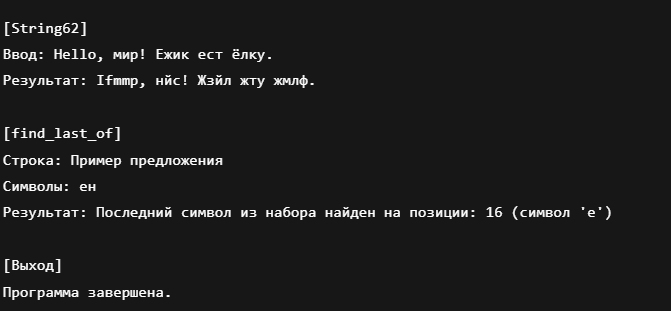 [String62]
Ввод: Hello, мир! Ежик ест ёлку.
Результат: Ifmmp, нйс! Жзйл жту жмлф.
[find_last_of]
Строка: Пример предложения
Символы: ен
Результат: Последний символ из набора найден на позиции: 16 (символ 'е')
[Выход]
Программа завершена.